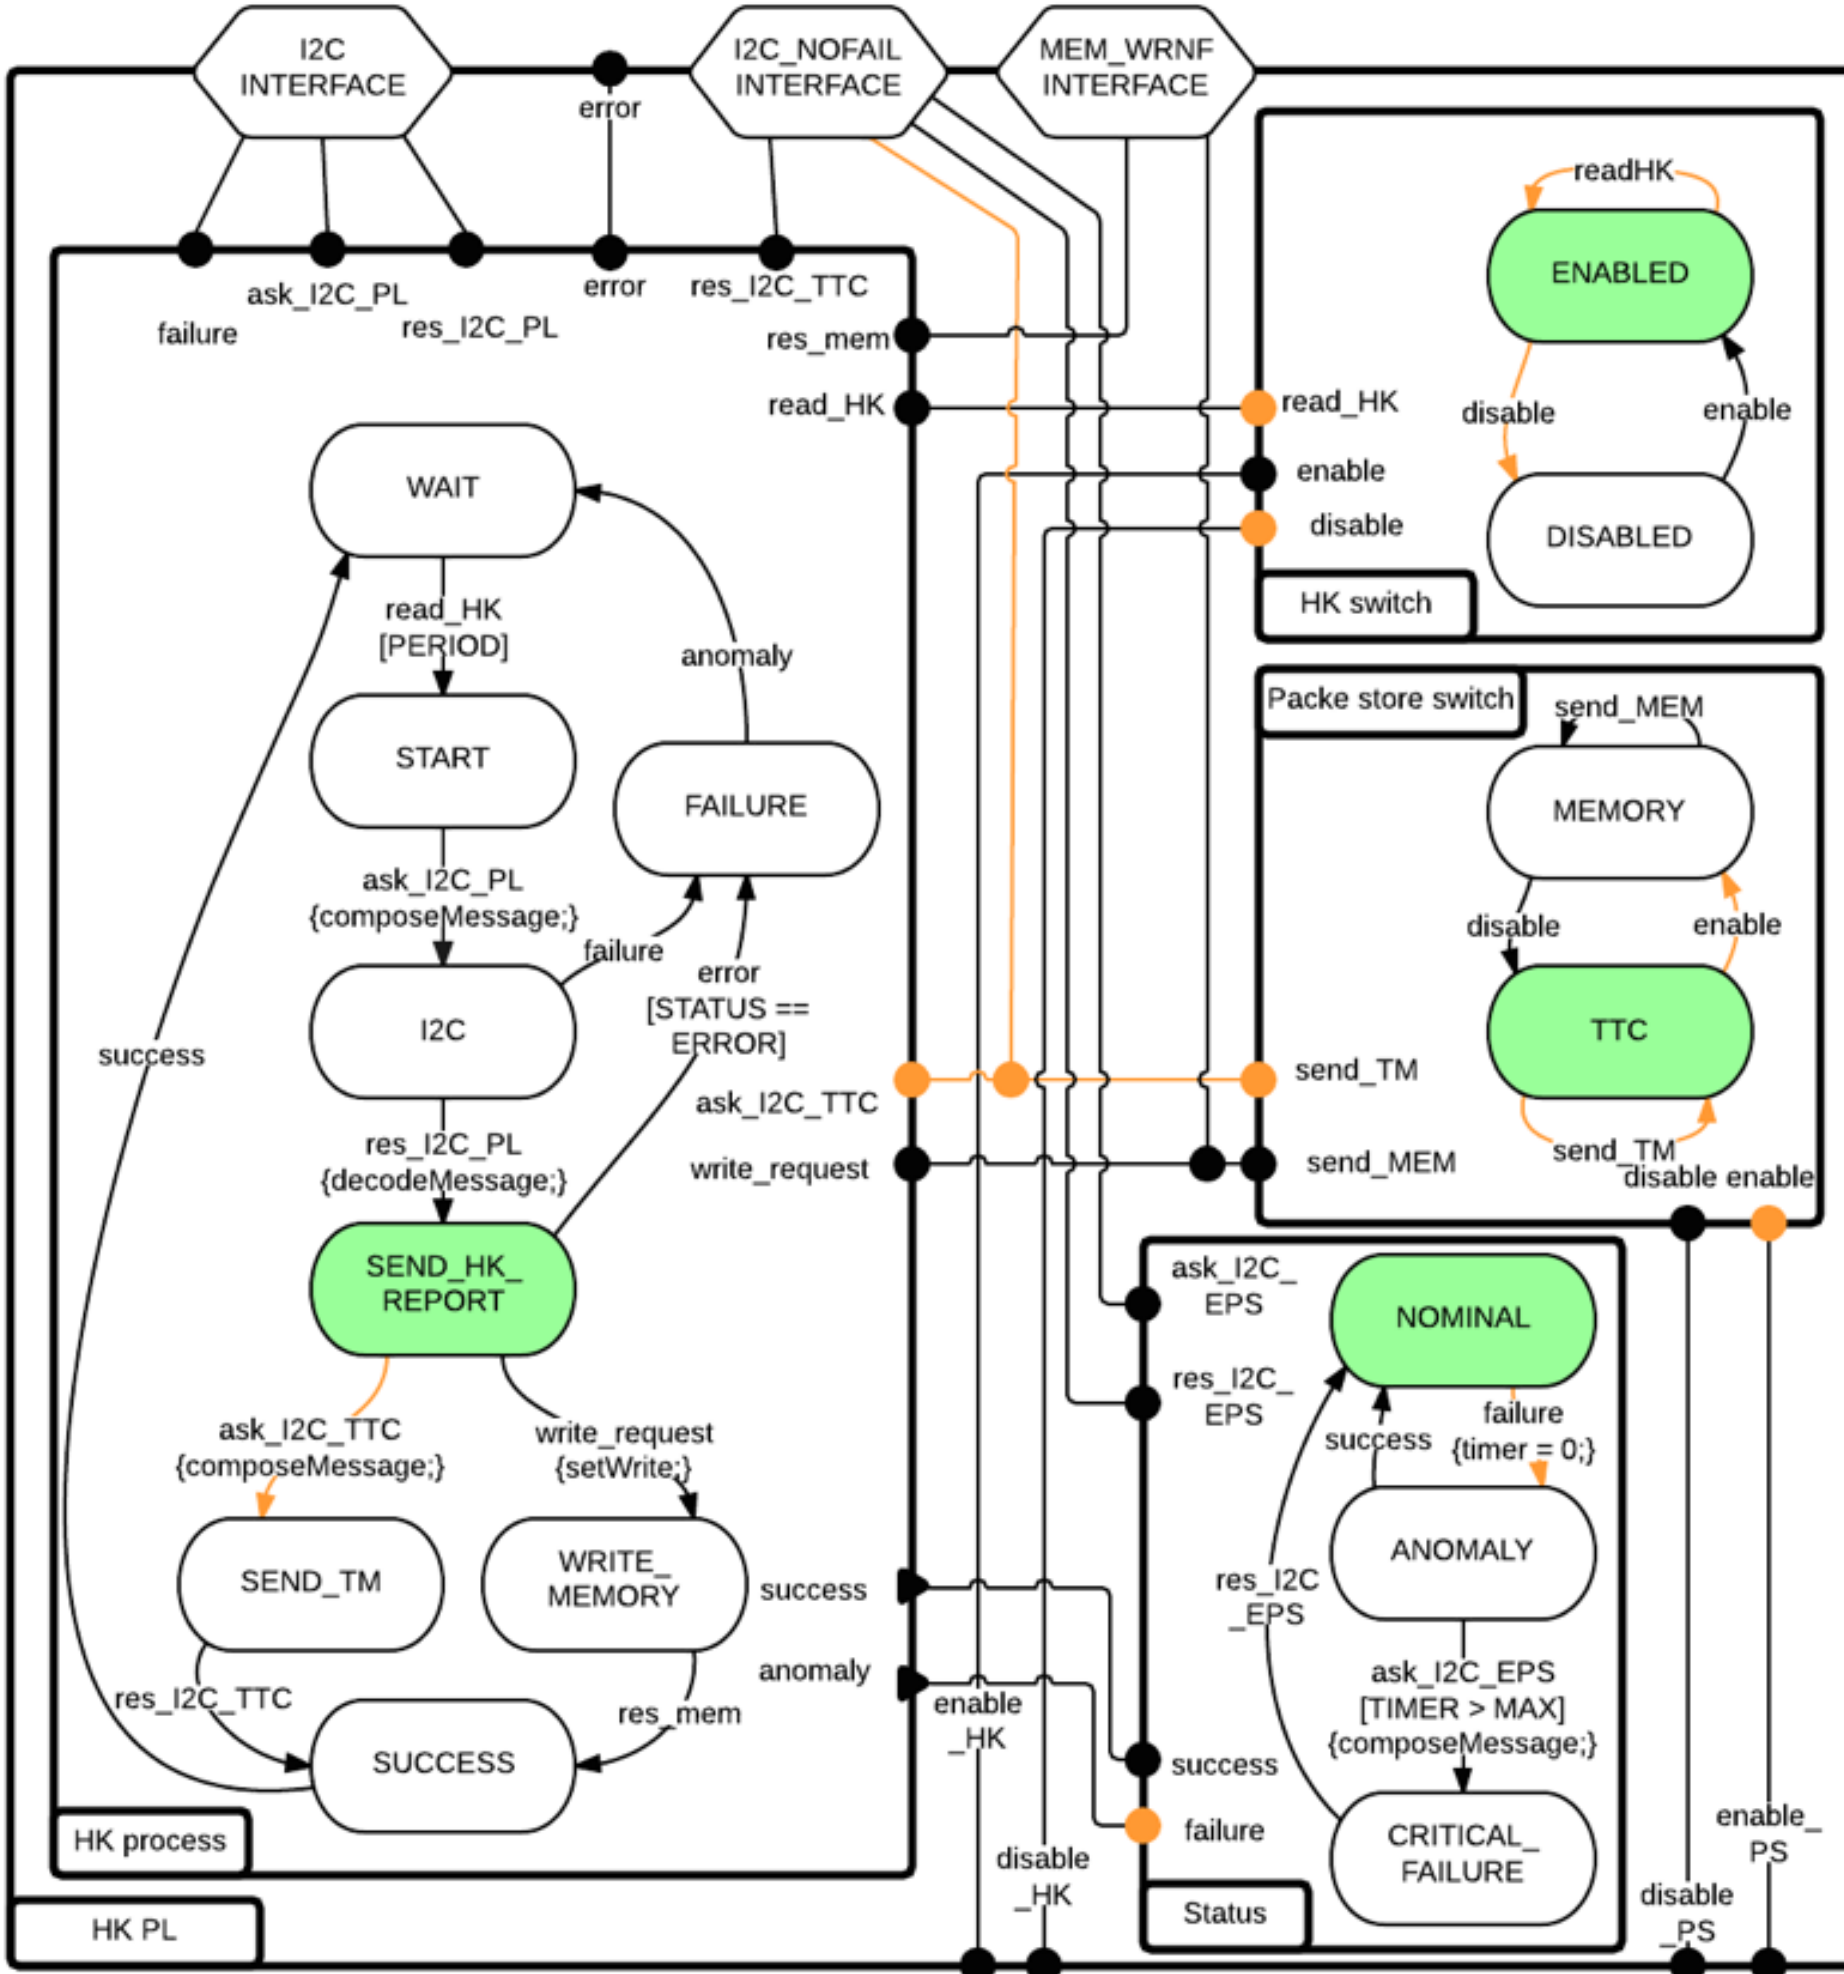 I2C
INTERFACE
error
I2C_NOFAIL
INTERFACE
MEM_WRNF
INTERFACE
failure
ask_I2C_PL
res_I2C_PL
error
res_I2C_TTC
res_mem
read_HK
WAIT
read_HK
[PERIOD]
START
ask_I2C_PL
{composeMessage;}
I2C
res_I2C_PL
{decodeMessage;}
SEND_HK_
REPORT
failure
error
[STATUS ==
ERROR]
FAILURE
anomaly
success
ask_I2C_TTC
write_request
ask_I2C_TTC
{composeMessage;}
write_request
{setWrite;}
SEND_TM
WRITE_
MEMORY
res_I2C_TTC
res_mem
SUCCESS
success
anomaly
HK process
HK PL
enable
_HK
disable
_HK
readHK
ENABLED
disable
enable
DISABLED
read_HK
enable
disable
HK switch
Packe store switch
send_MEM
MEMORY
disable
enable
TTC
send_TM
send_TM
send_MEM
disable enable
ask_I2C_
EPS
res_I2C_
EPS
NOMINAL
failure
{timer = 0;}
success
ANOMALY
res_I2C
_EPS
ask_I2C_EPS
[TIMER > MAX]
{composeMessage;}
CRITICAL_
FAILURE
success
failure
Status
disable
_PS
enable_
PS